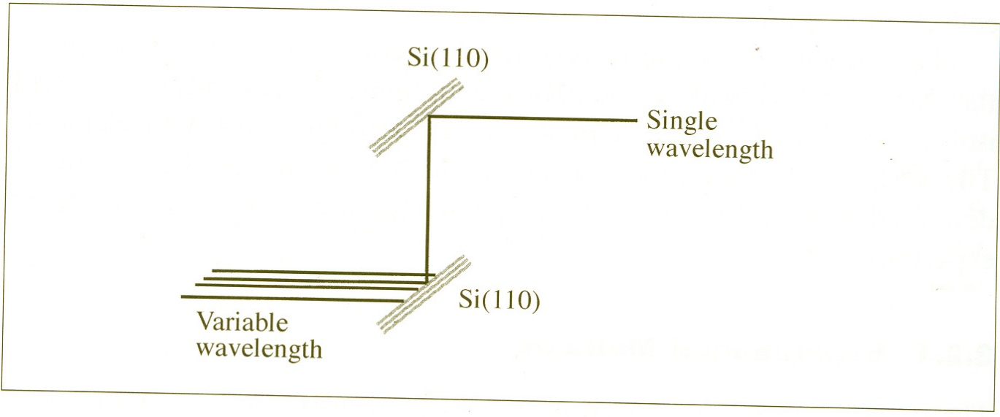 Si(110)
Single
wavelength
Si(110)
Variable
wavelength